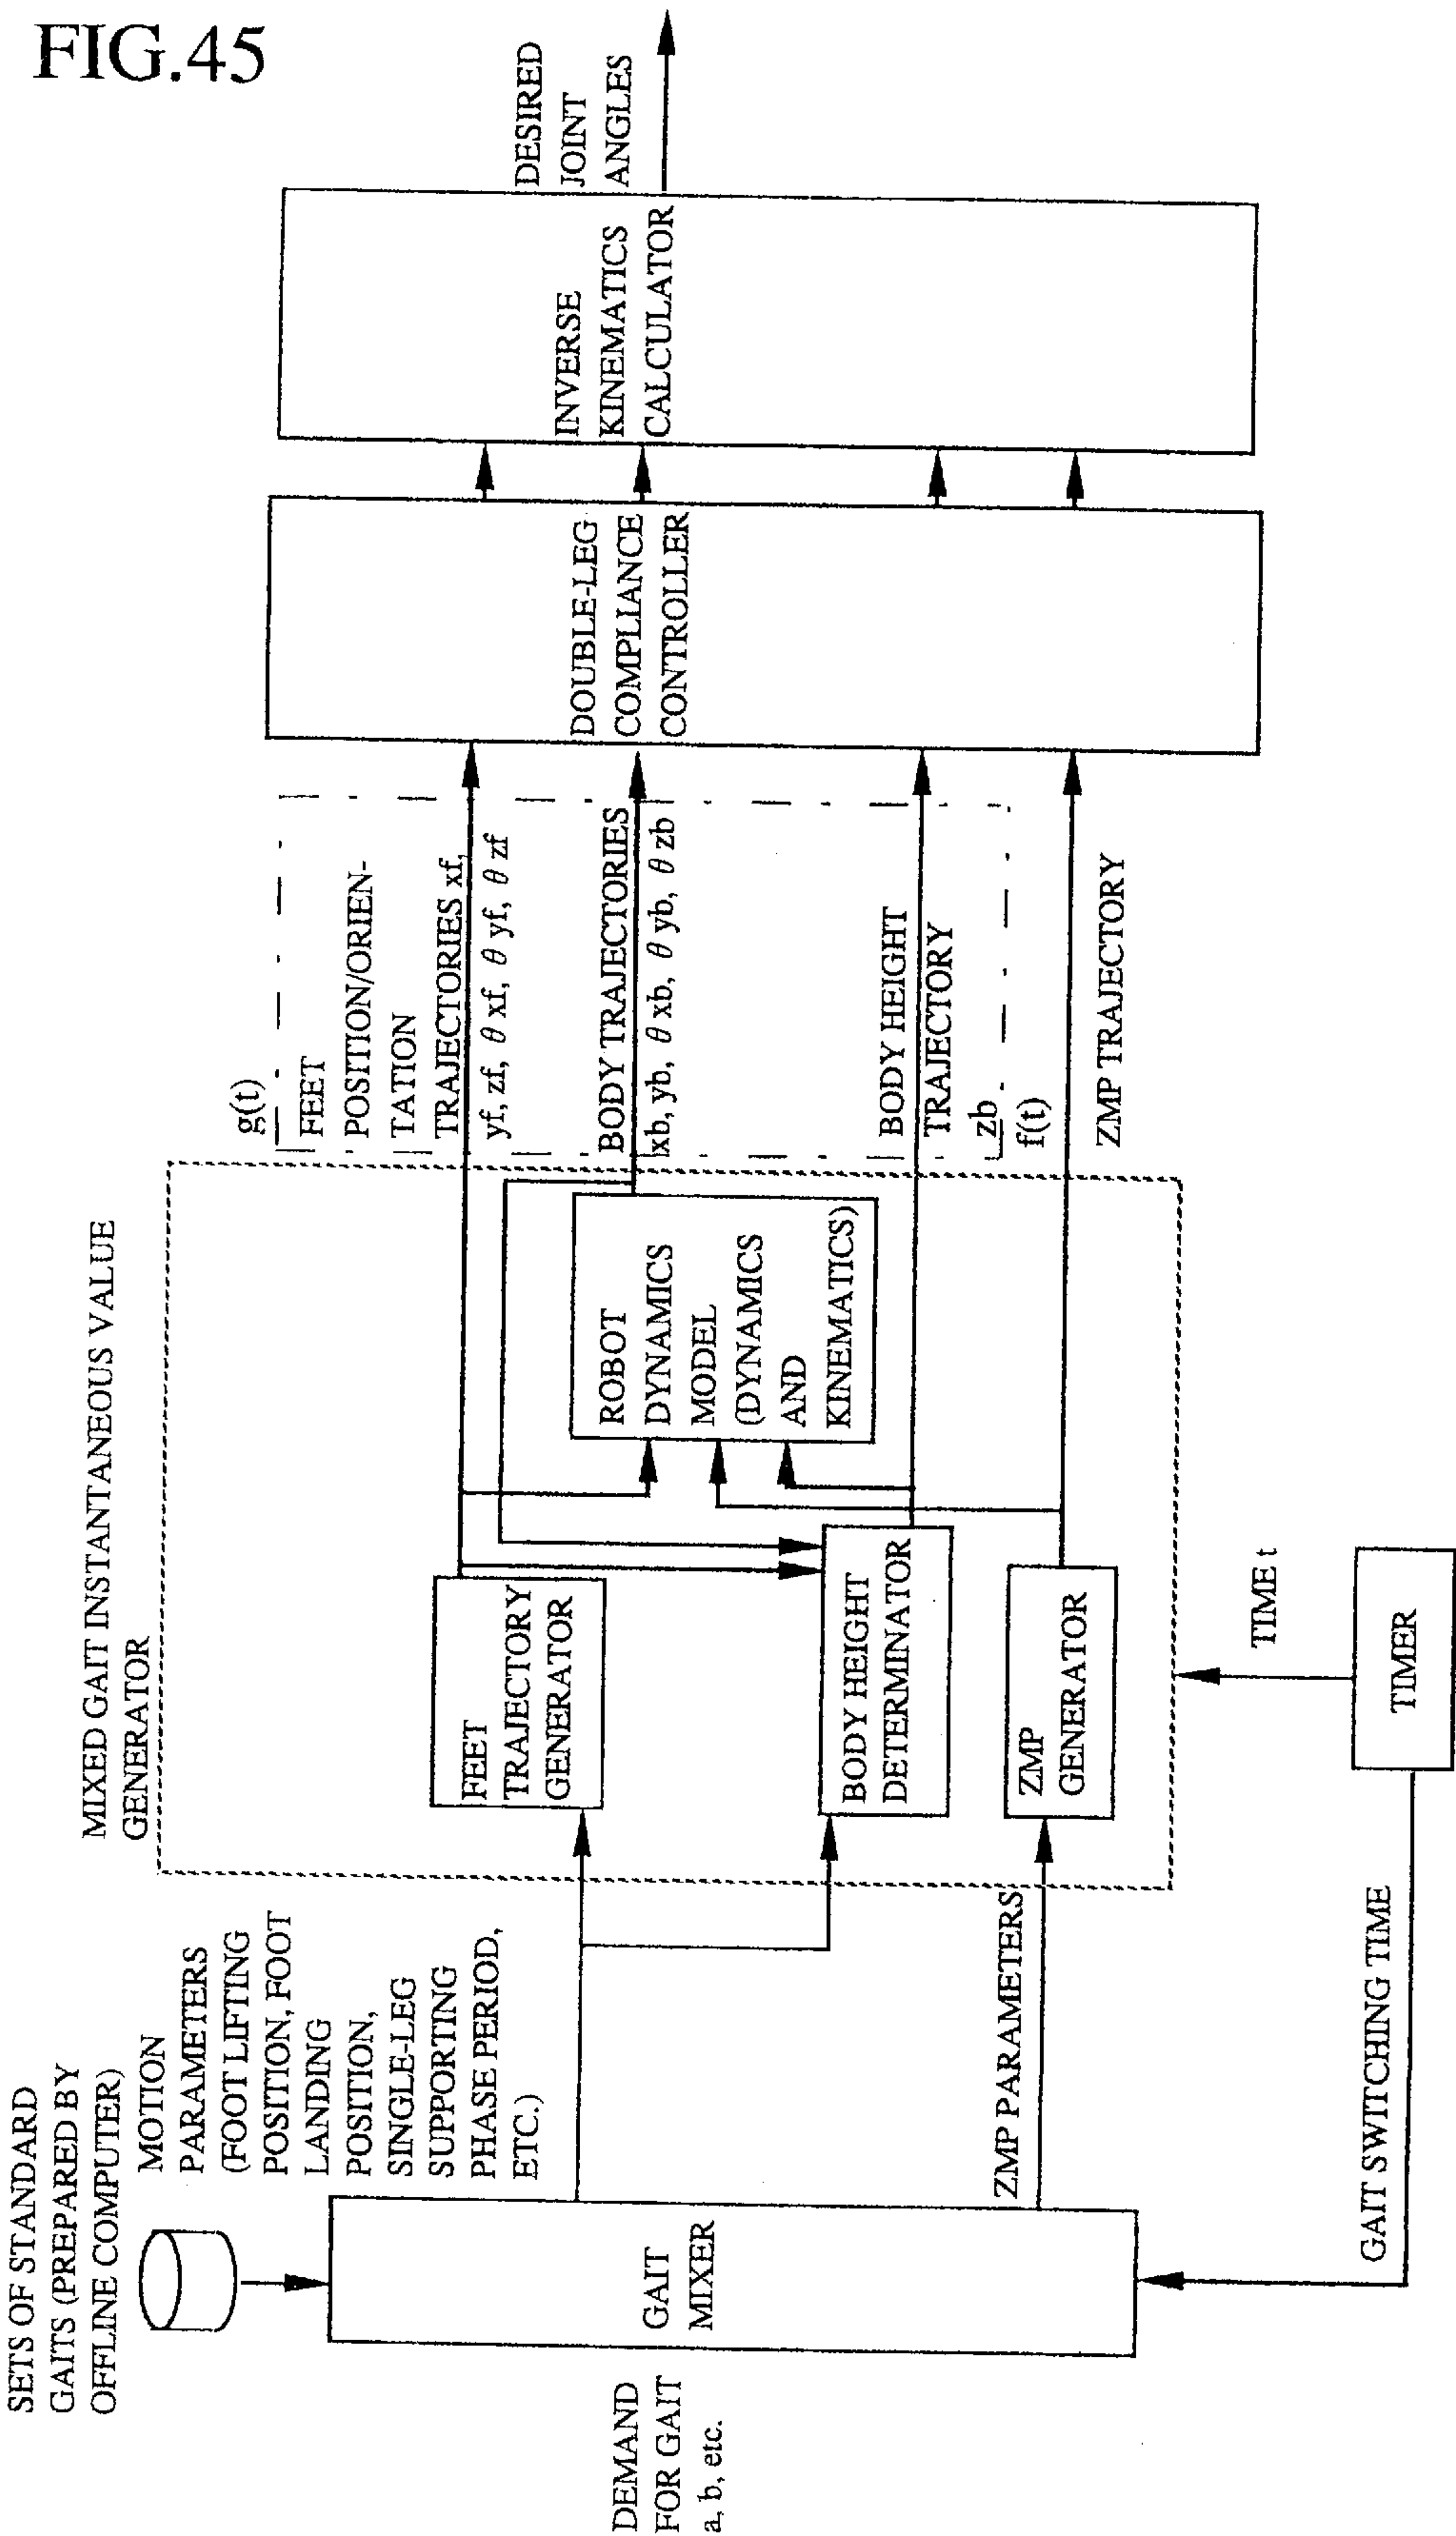 FIG.45
SETS OF STANDARD
GAITS (PREPARED BY
OFFLINE COMPUTER)
MOTION
PARAMETERS
(FOOT LIFTING
POSITION, FOOT
LANDING
POSITION,
SINGLE-LEG
SUPPORTING
PHASE PERIOD,
ETC.)
DEMAND
FOR GAIT
a, b, etc.
GAIT
MIXER
ZMP PARAMETERS
GAIT SWITCHING TIME
MIXED GAIT INSTANTANEOUS VALUE
GENERATOR
FEET
TRAJECTORY
GENERATOR
BODY HEIGHT
DETERMINATOR
ZMP
GENERATOR
TIME t
TIMER
ROBOT
DYNAMICS
MODEL
(DYNAMICS
AND
KINEMATICS)
g(t)
FEET
POSITION/ORIEN-
TATION
TRAJECTORIES xf,
yf, zf, θ xf, θ yf, θ zf
BODY TRAJECTORIES
xb, yb, θ xb, θ yb, θ zb
BODY HEIGHT
TRAJECTORY
zb
f(t)
ZMP TRAJECTORY
DOUBLE-LEG
COMPLIANCE
CONTROLLER
INVERSE
KINEMATICS
CALCULATOR
DESIRED
JOINT
ANGLES